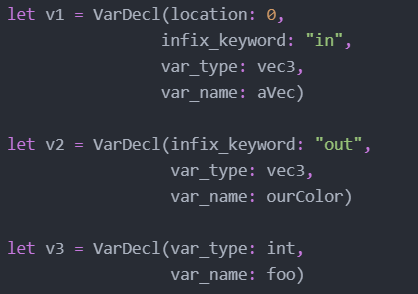 let v1 = VarDecl(location: 0,
                 infix_keyword: "in",
                 var_type: vec3,
                 var_name: aVec)

let v2 = VarDecl(infix_keyword: "out",
                  var_type: vec3,
                  var_name: ourColor)

let v3 = VarDecl(var_type: int,
                  var_name: foo)